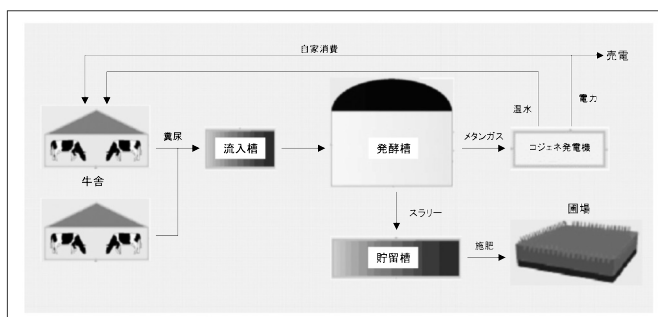 自家消費
売電
温水
電力
糞尿
流入槽
発酵槽
メタンガス
コジェネ発電機
牛舎
スラリー
圃場
貯留槽
施肥